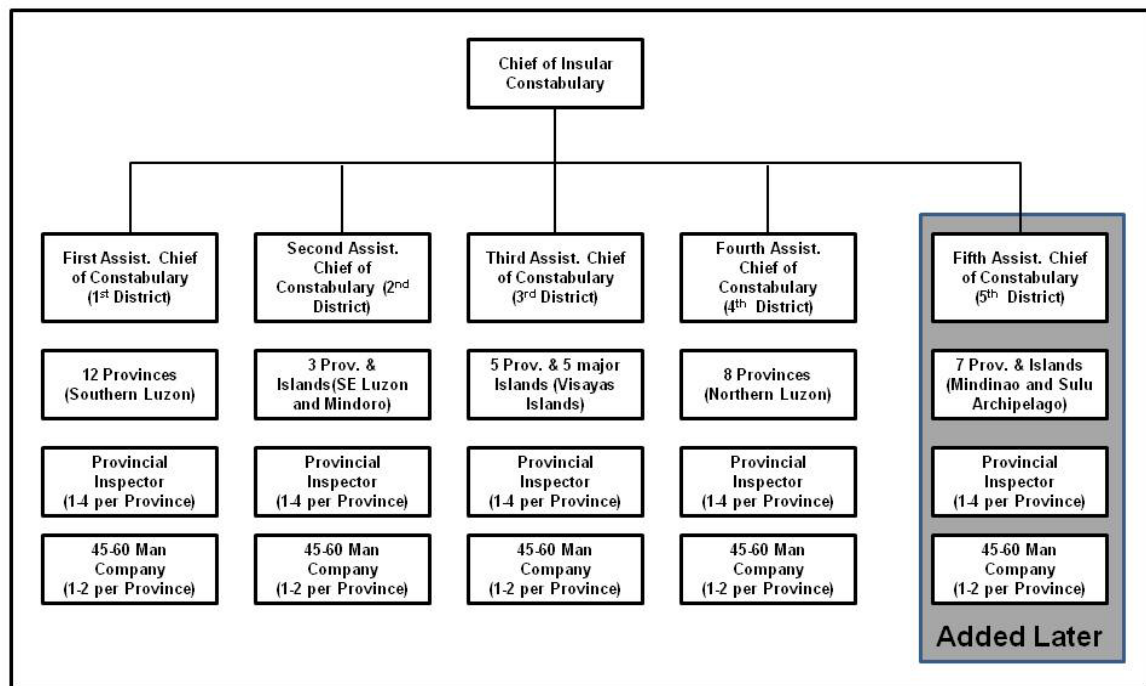 Chief of Insular
Constabulary
First Assist. Chief
of Constabulary
(1st District)
Second Assist.
Chief of
Constabulary (2nd
District)
Third Assist. Chief
of Constabulary
(3rd District)
Fourth Assist.
Chief of
Constabulary
(4th District)
Fifth Assist. Chief
of Constabulary
(5th District)
12 Provinces
(Southern Luzon)
3 Prov. &
Islands(SE Luzon
and Mindoro)
5 Prov. & 5 major
Islands (Visayas
Islands)
8 Provinces
(Northern Luzon)
7 Prov. & Islands
(Mindinao and Sulu
Archipelago)
Provincial
Inspector
(1-4 per Province)
Provincial
Inspector
(1-4 per Province)
Provincial
Inspector
(1-4 per Province)
Provincial
Inspector
(1-4 per Province)
Provincial
Inspector
(1-4 per Province)
45-60 Man
Company
(1-2 per Province)
45-60 Man
Company
(1-2 per Province)
45-60 Man
Company
(1-2 per Province)
45-60 Man
Company
(1-2 per Province)
45-60 Man
Company
(1-2 per Province)
Added Later